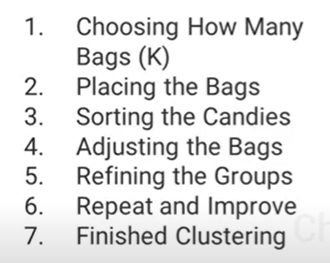 1. Choosing How Many
Bags (K)
2. Placing the Bags
3. Sorting the Candies
4. Adjusting the Bags
5. Refining the Groups
6. Repeat and Improve
7. Finished Clustering